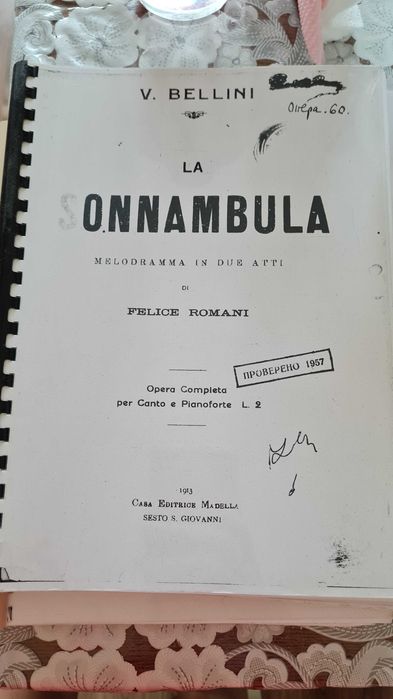 V. BELLINI
Опера. 60.
LA
SONNAMBULA
MELODRAMMA IN DUE ATTI
DI
FELICE ROMANI
ПРОВЕРЕНО 1957
Opera Completa
per Canto e Pianoforte L. 2
1913
CASA EDITRICE MADELLA
SESTO S. GIOVANNI